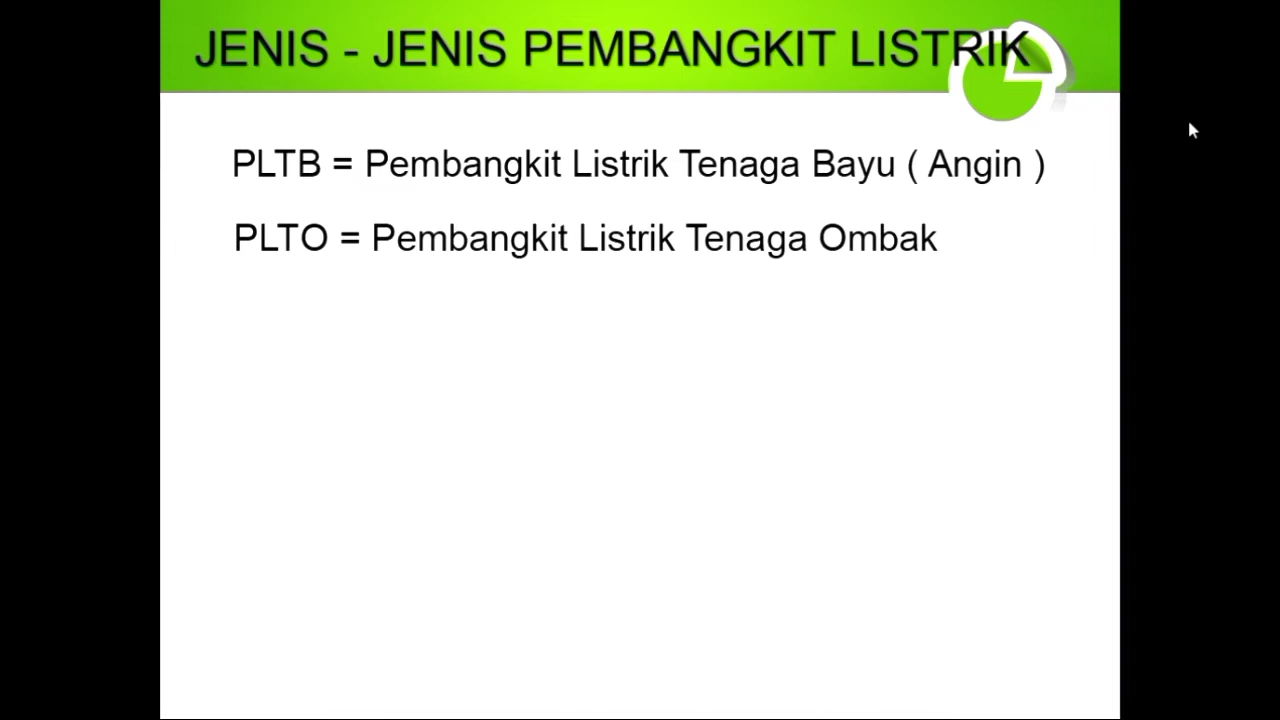 JENIS - JENIS PEMBANGKIT LISTRIK
PLTB = Pembangkit Listrik Tenaga Bayu ( Angin )
PLTO = Pembangkit Listrik Tenaga Ombak